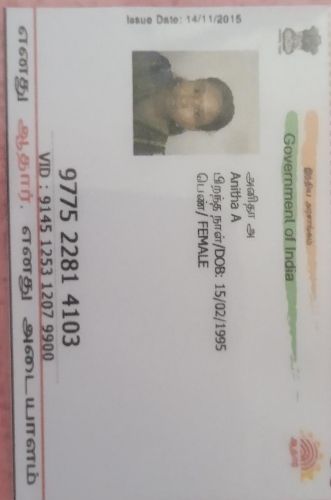 இந்திய அரசாங்கம்
Government of India
Issue Date: 14/11/2015
அனிதா அ
Anitha A
பிறந்த நாள்/DOB: 15/02/1995
பெண்/ FEMALE
9775 2281 4103
VID : 9145 1253 1207 9900
எனது ஆதார், எனது அடையாளம்